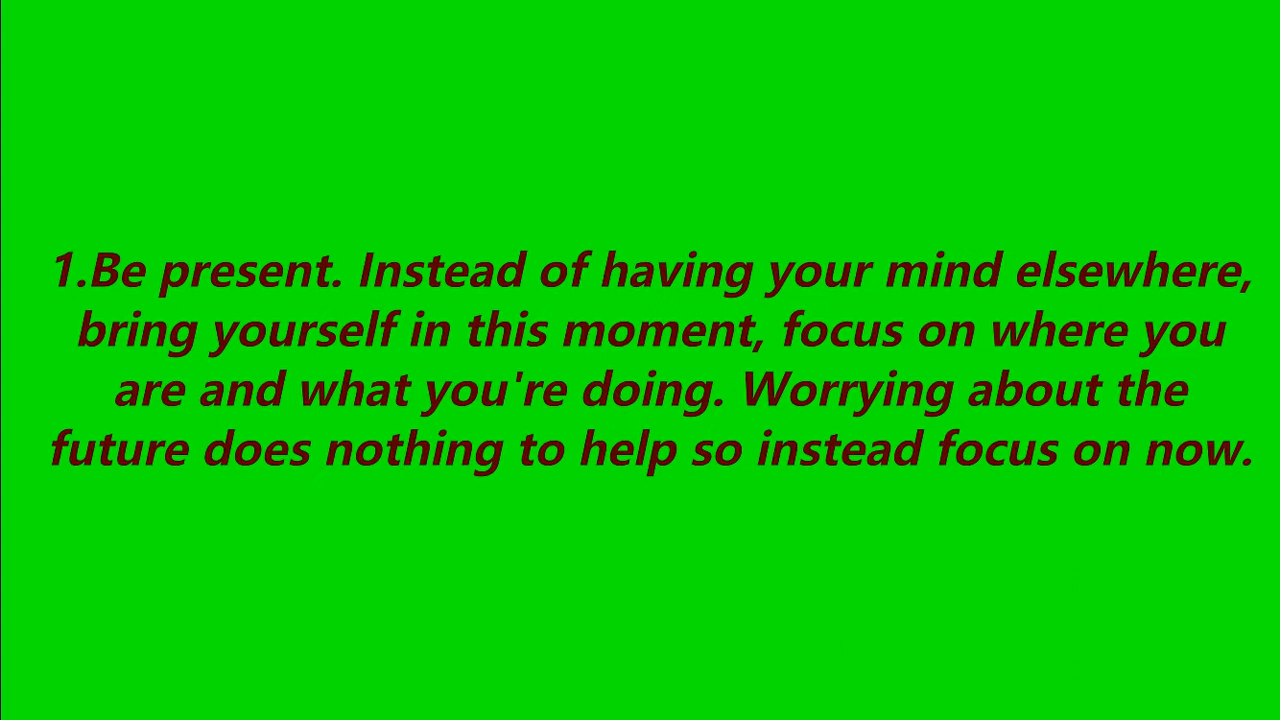 1.Be present. Instead of having your mind elsewhere,
bring yourself in this moment, focus on where you
are and what you're doing. Worrying about the
future does nothing to help so instead focus on now.